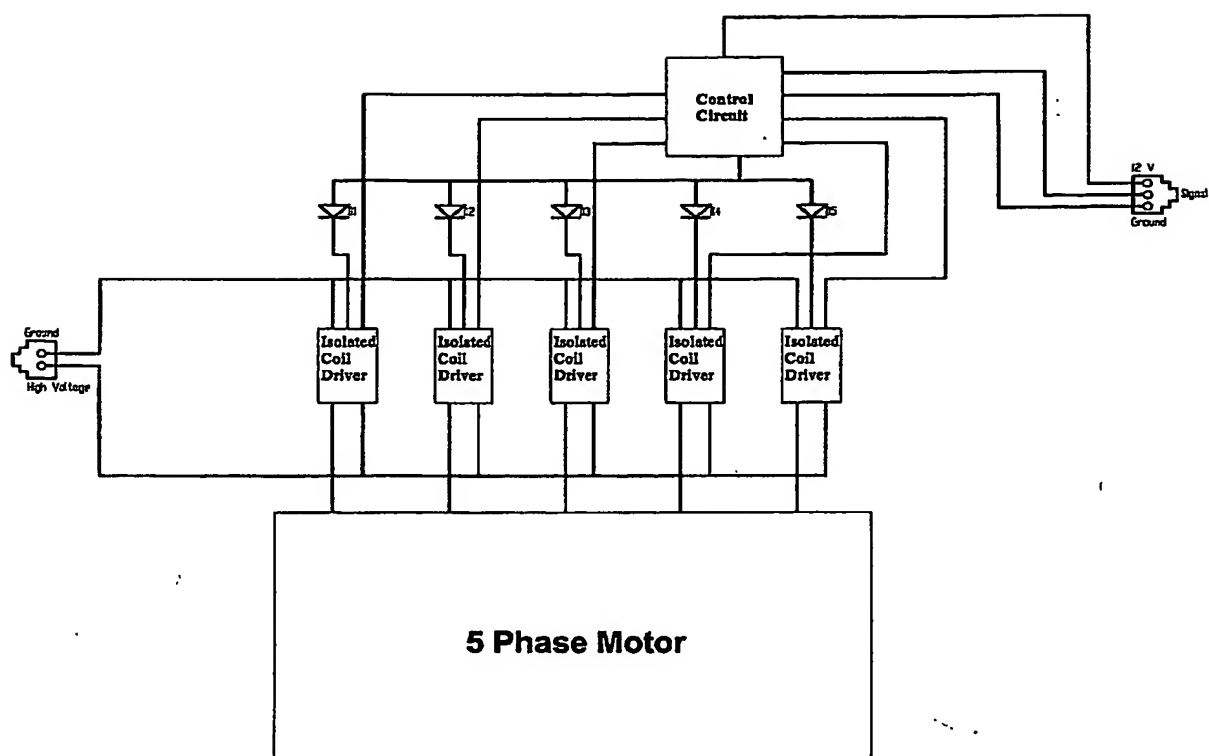 Control
Circuit
12 V
Signal
Ground
Ground
High Voltage
Isolated
Coil
Driver
Isolated
Coil
Driver
Isolated
Coil
Driver
Isolated
Coil
Driver
Isolated
Coil
Driver
5 Phase Motor